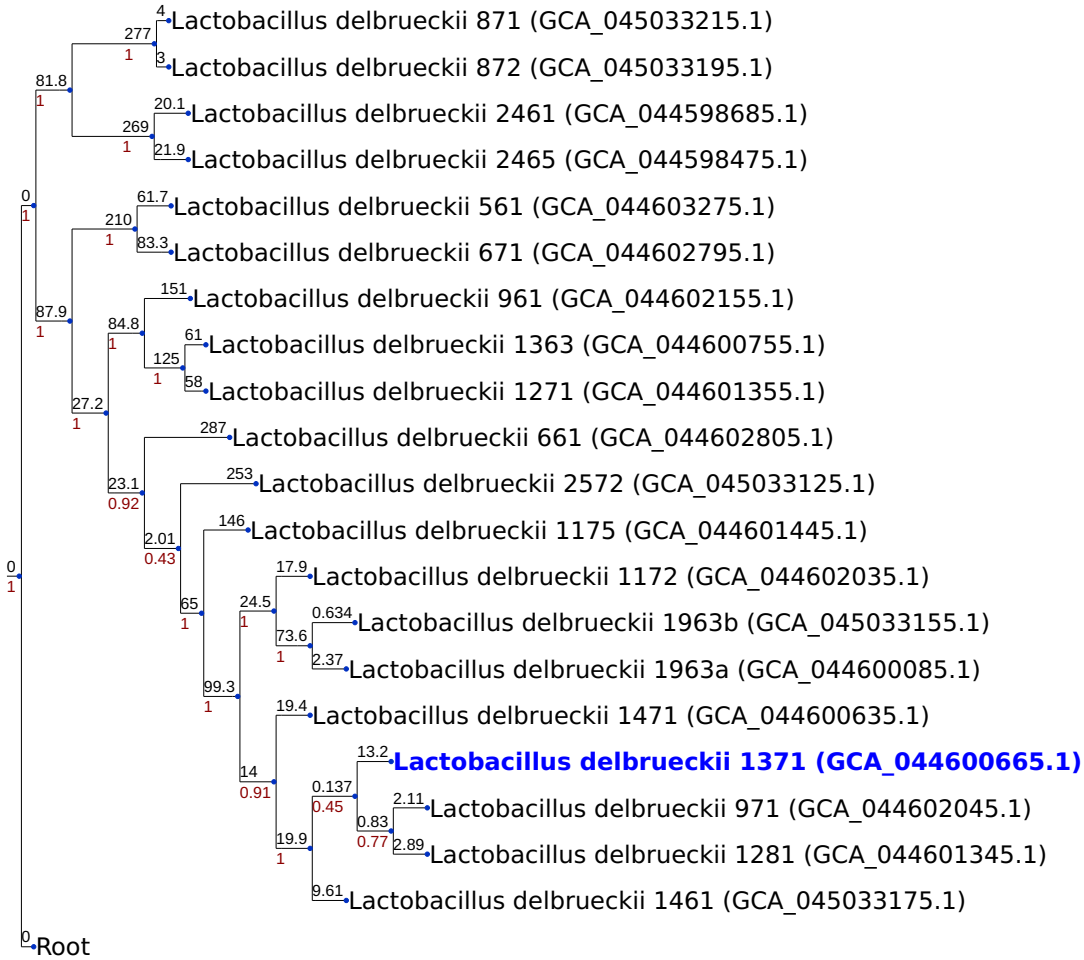 4
Lactobacillus delbrueckii 871 (GCA_045033215.1)
277
1
3
Lactobacillus delbrueckii 872 (GCA_045033195.1)
81.8
1
20.1
Lactobacillus delbrueckii 2461 (GCA_044598685.1)
269
1
21.9
Lactobacillus delbrueckii 2465 (GCA_044598475.1)
0
1
61.7
Lactobacillus delbrueckii 561 (GCA_044603275.1)
210
1
83.3
Lactobacillus delbrueckii 671 (GCA_044602795.1)
87.9
1
151
Lactobacillus delbrueckii 961 (GCA_044602155.1)
84.8
1
61
Lactobacillus delbrueckii 1363 (GCA_044600755.1)
125
1
58
Lactobacillus delbrueckii 1271 (GCA_044601355.1)
27.2
1
287
Lactobacillus delbrueckii 661 (GCA_044602805.1)
23.1
0.92
253
Lactobacillus delbrueckii 2572 (GCA_045033125.1)
2.01
0.43
146
Lactobacillus delbrueckii 1175 (GCA_044601445.1)
0
1
65
1
17.9
Lactobacillus delbrueckii 1172 (GCA_044602035.1)
24.5
1
0.634
Lactobacillus delbrueckii 1963b (GCA_045033155.1)
73.6
1
2.37
Lactobacillus delbrueckii 1963a (GCA_044600085.1)
99.3
1
19.4
Lactobacillus delbrueckii 1471 (GCA_044600635.1)
14
0.91
13.2
Lactobacillus delbrueckii 1371 (GCA_044600665.1)
0.137
0.45
2.11
Lactobacillus delbrueckii 971 (GCA_044602045.1)
0.83
0.77
2.89
Lactobacillus delbrueckii 1281 (GCA_044601345.1)
19.9
1
9.61
Lactobacillus delbrueckii 1461 (GCA_045033175.1)
0
Root